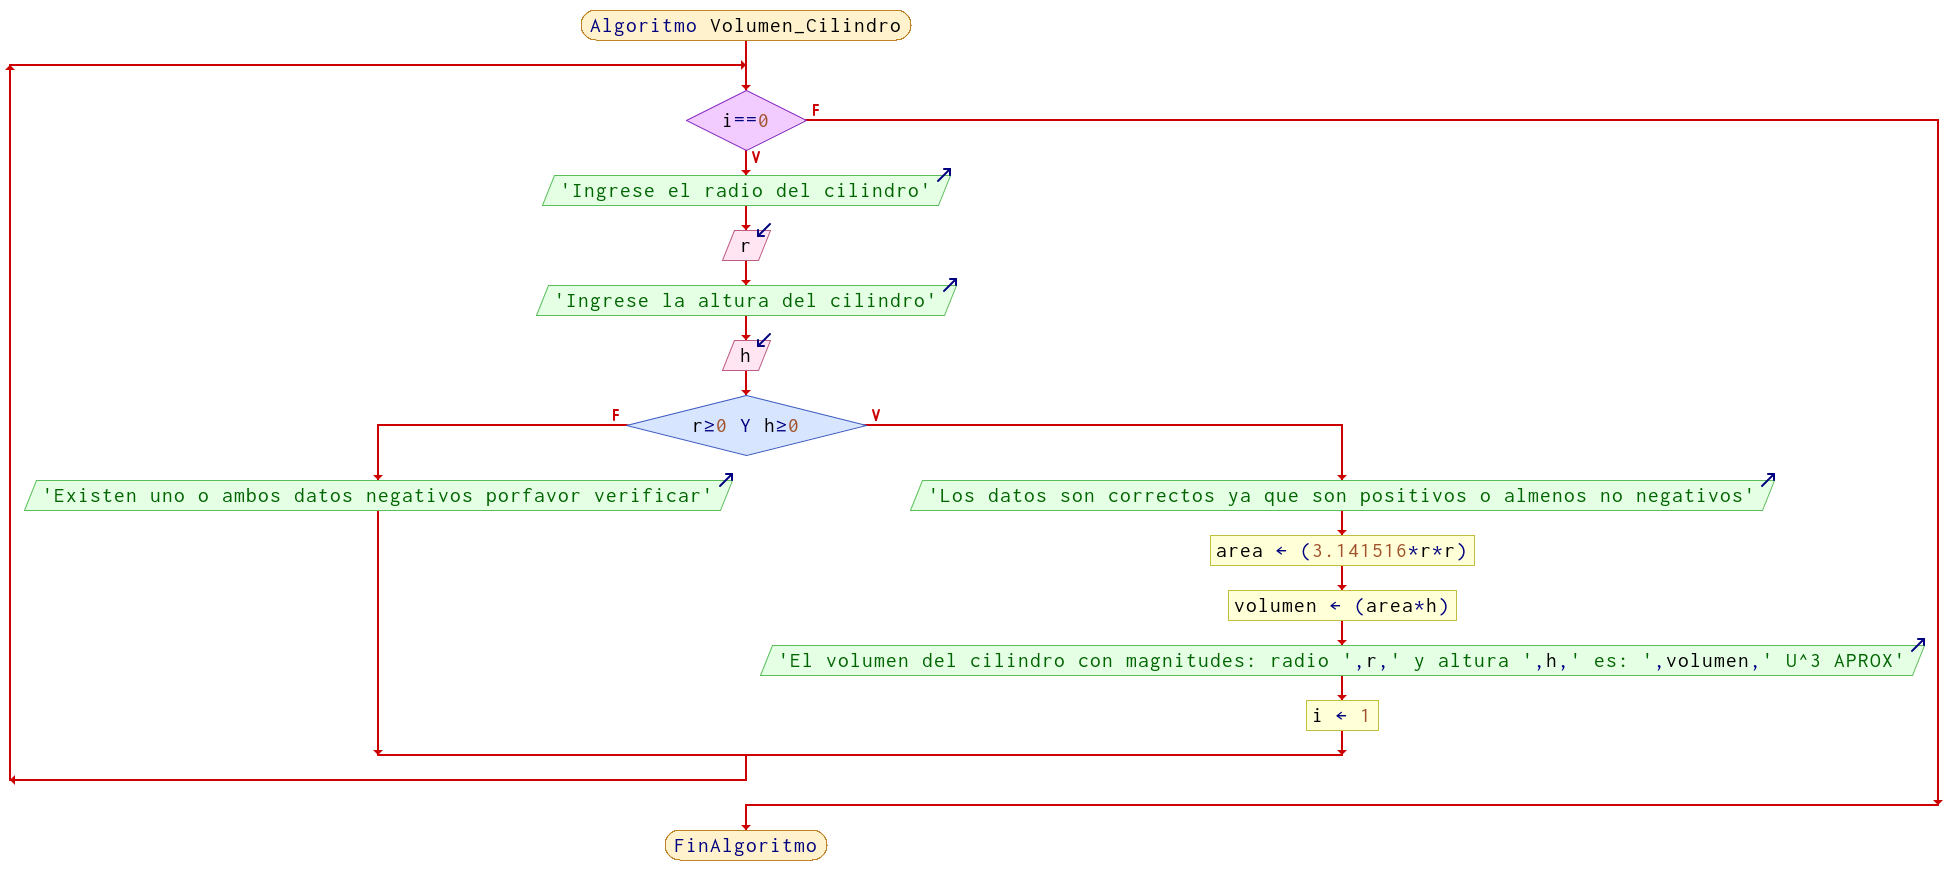 Algoritmo Volumen_Cilindro
i==0
F
V
'Ingrese el radio del cilindro'
r
'Ingrese la altura del cilindro'
h
F
r≥0 Y h≥0
V
'Existen uno o ambos datos negativos porfavor verificar'
'Los datos son correctos ya que son positivos o almenos no negativos'
area ← (3.141516*r*r)
volumen ← (area*h)
'El volumen del cilindro con magnitudes: radio ',r,' y altura ',h,' es: ',volumen,' U^3 APROX'
i ← 1
FinAlgoritmo